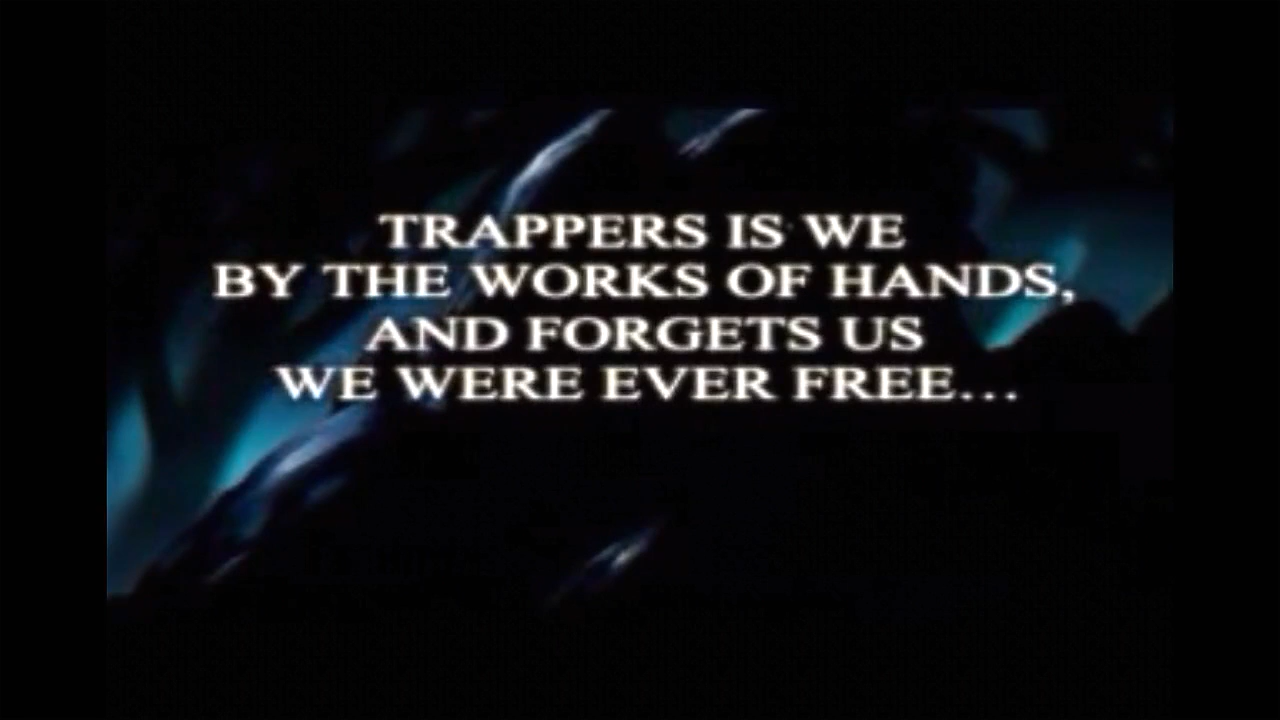 TRAPPERS IS WE
BY THE WORKS OF HANDS,
AND FORGETS US
WE WERE EVER FREE...